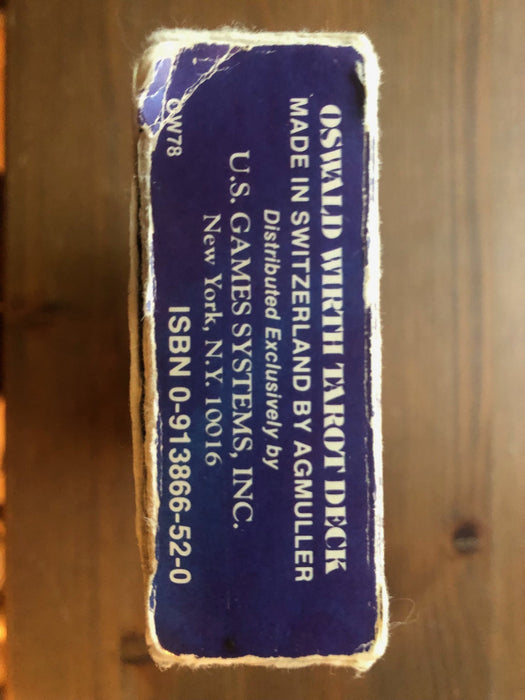 OSWALD WIRTH TAROT DECK
MADE IN SWITZERLAND BY AGMULLER
Distributed Exclusively by
U.S. GAMES SYSTEMS, INC.
New York, N.Y. 10016
OW78
ISBN 0-913866-52-0